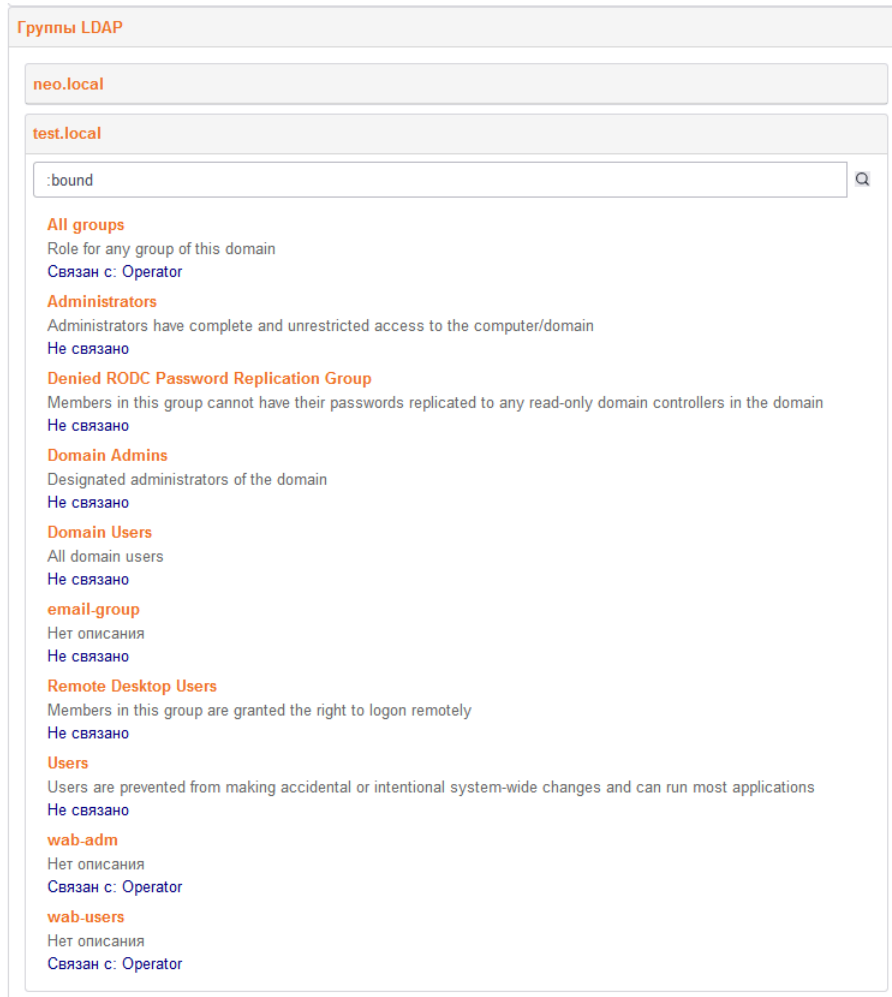 Группы LDAP
neo.local
test.local
:bound
All groups
Role for any group of this domain
Связан с: Operator
Administrators
Administrators have complete and unrestricted access to the computer/domain
Не связано
Denied RODC Password Replication Group
Members in this group cannot have their passwords replicated to any read-only domain controllers in the domain
Не связано
Domain Admins
Designated administrators of the domain
Не связано
Domain Users
All domain users
Не связано
email-group
Нет описания
Не связано
Remote Desktop Users
Members in this group are granted the right to logon remotely
Не связано
Users
Users are prevented from making accidental or intentional system-wide changes and can run most applications
Не связано
wab-adm
Нет описания
Связан с: Operator
wab-users
Нет описания
Связан с: Operator